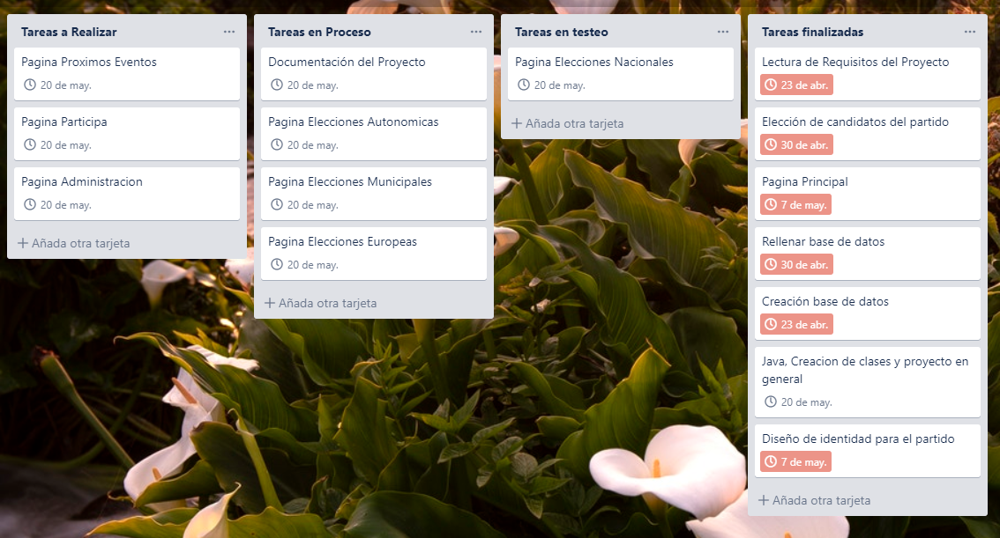 Tareas a Realizar
Pagina Proximos Eventos
20 de may.
Pagina Participa
20 de may.
Pagina Administracion
20 de may.
Añada otra tarjeta
Tareas en Proceso
Documentación del Proyecto
20 de may.
Pagina Elecciones Autonomicas
20 de may.
Pagina Elecciones Municipales
20 de may.
Pagina Elecciones Europeas
20 de may.
Añada otra tarjeta
Tareas en testeo
Pagina Elecciones Nacionales
20 de may.
Añada otra tarjeta
Tareas finalizadas
Lectura de Requisitos del Proyecto
23 de abr.
Elección de candidatos del partido
30 de abr.
Pagina Principal
7 de may.
Rellenar base de datos
30 de abr.
Creación base de datos
23 de abr.
Java, Creacion de clases y proyecto en
general
20 de may.
Diseño de identidad para el partido
7 de may.
Añada otra tarjeta